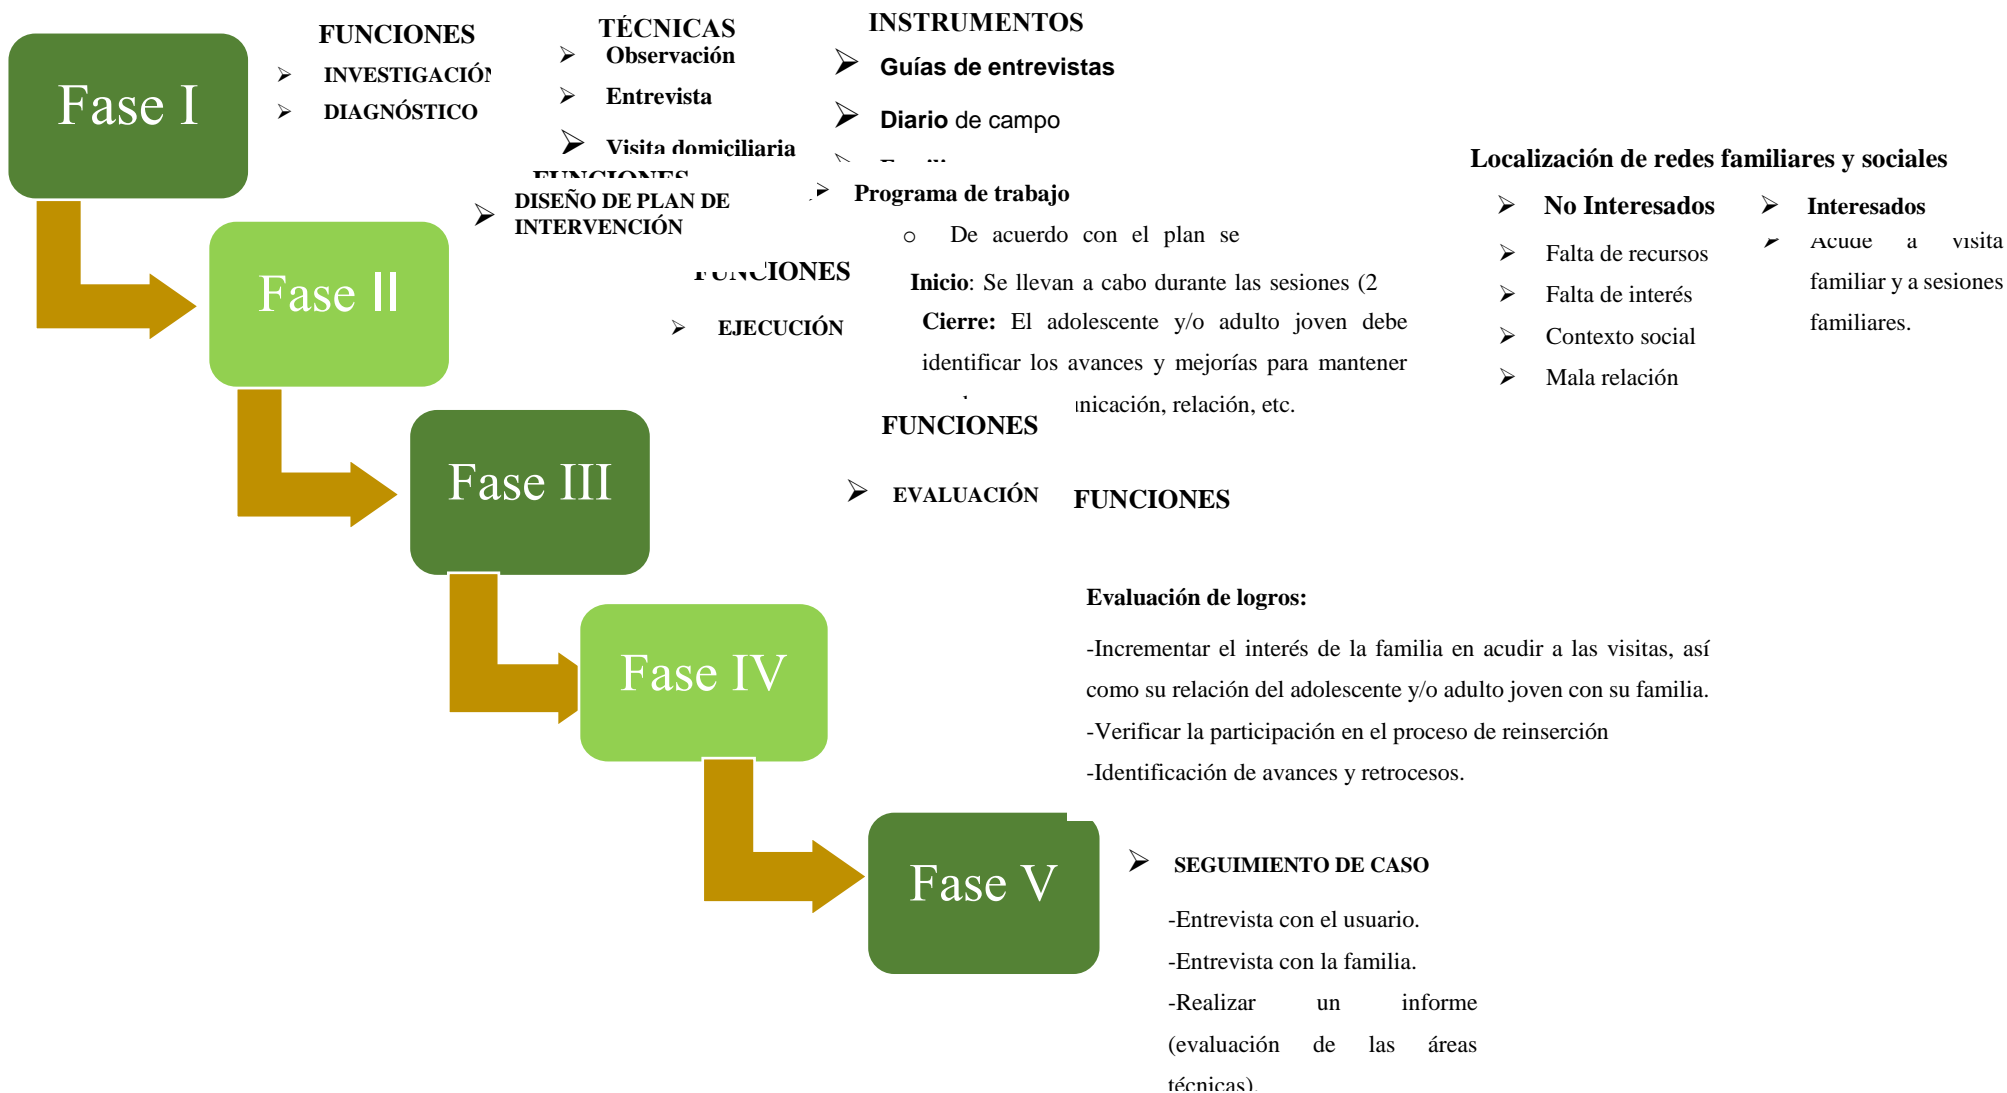 Fase I
FUNCIONES
INVESTIGACIÓN
DIAGNÓSTICO
TÉCNICAS
Observación
Entrevista
Visita domiciliaria
INSTRUMENTOS
Guías de entrevistas
Diario de campo
Localización de redes familiares y sociales
No Interesados
Falta de recursos
Falta de interés
Contexto social
Mala relación
Interesados
Acude a visita
familiar y a sesiones
familiares.
Fase II
FUNCIONES
DISEÑO DE PLAN DE
INTERVENCIÓN
Programa de trabajo
o De acuerdo con el plan se
Fase III
FUNCIONES
EJECUCIÓN
Inicio: Se llevan a cabo durante las sesiones (2
Cierre: El adolescente y/o adulto joven debe
identificar los avances y mejorías para mantener
relación, etc.
Fase IV
FUNCIONES
EVALUACIÓN
FUNCIONES
Evaluación de logros:
-Incrementar el interés de la familia en acudir a las visitas, así
como su relación del adolescente y/o adulto joven con su familia.
-Verificar la participación en el proceso de reinserción
-Identificación de avances y retrocesos.
Fase V
SEGUIMIENTO DE CASO
-Entrevista con el usuario.
-Entrevista con la familia.
-Realizar un informe
(evaluación de las áreas
técnicas).